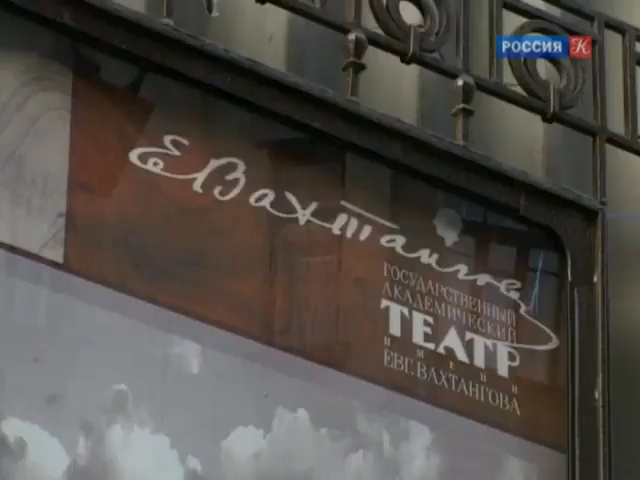 РОССИЯ К
Е Вахтангов
ГОСУДАРСТВЕННЫЙ
АКАДЕМИЧЕСКИЙ
ТЕАТР
ИМЕНИ
ЕВГ. ВАХТАНГОВА